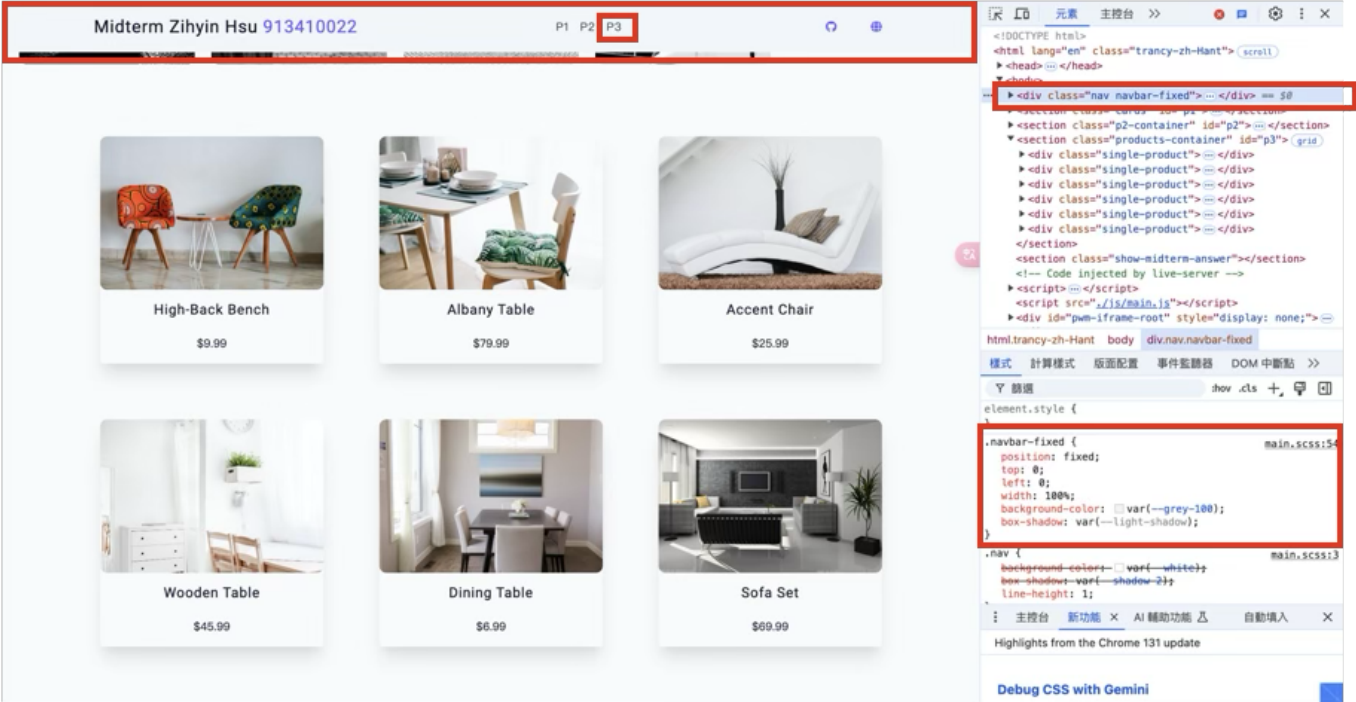 Midterm Zihyin Hsu 913410022
P1 P2 P3
High-Back Bench
$9.99
Albany Table
$79.99
Accent Chair
$25.99
Wooden Table
$45.99
Dining Table
$6.99
Sofa Set
$69.99
元素 主控台
<!DOCTYPE html>
<html lang="en" class="trancy-zh-Hant"> scroll
<head> </head>
<body>
<div class="nav navbar-fixed"> </div> == $0
<section class="cards" id="p1"> </section>
<section class="p2-container" id="p2"> </section>
<section class="products-container" id="p3"> grid
<div class="single-product"> </div>
<div class="single-product"> </div>
<div class="single-product"> </div>
<div class="single-product"> </div>
<div class="single-product"> </div>
<div class="single-product"> </div>
</section>
<section class="show-midterm-answer"></section>
<!-- Code injected by live-server -->
<script> </script>
<script src="./js/main.js"></script>
<div id="pwm-iframe-root" style="display: none;">
html.trancy-zh-Hant body div.nav.navbar-fixed
樣式 計算樣式 版面配置 事件監聽器 DOM 中斷點
篩選 :hov .cls
element.style {
}
.navbar-fixed { main.scss:54
position: fixed;
top: 0;
left: 0;
width: 100%;
background-color: var(--grey-100);
box-shadow: var(--light-shadow);
}
.nav { main.scss:3
background-color: var(--white);
box-shadow: var(--shadow-2);
line-height: 1;
主控台 新功能 AI 輔助功能 自動填入
Highlights from the Chrome 131 update
Debug CSS with Gemini